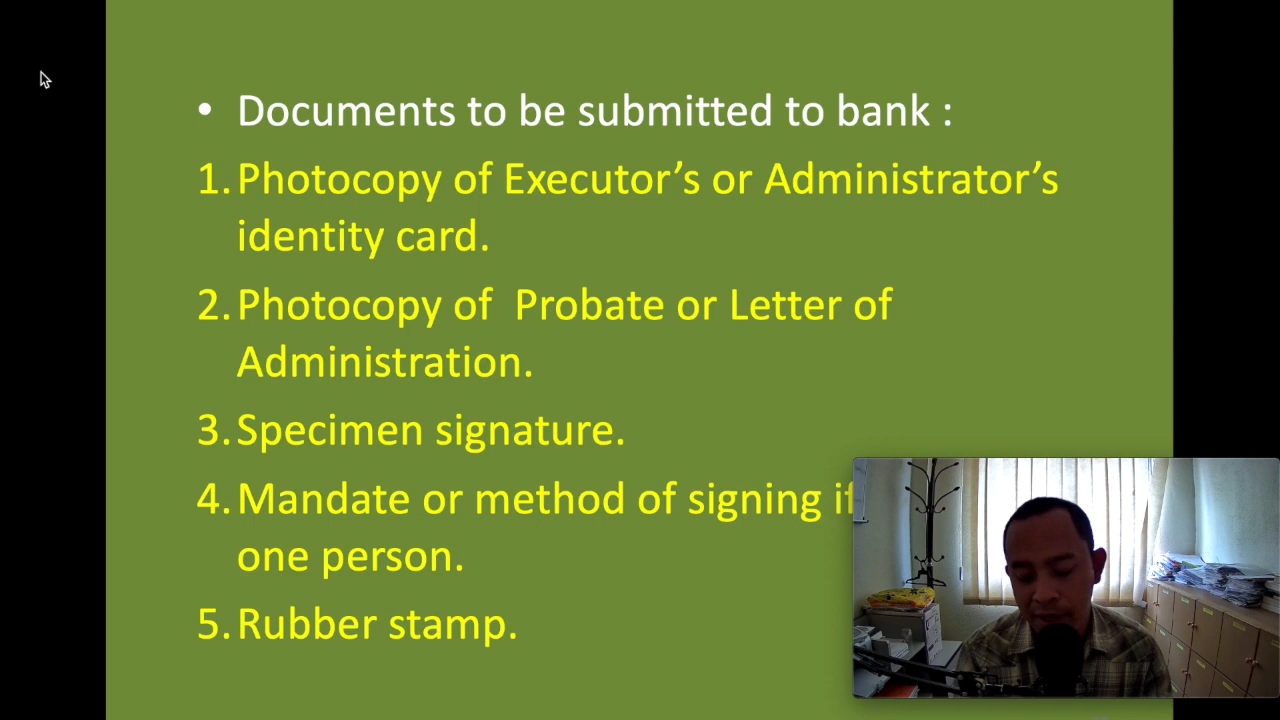 • Documents to be submitted to bank :
1. Photocopy of Executor’s or Administrator’s
identity card.
2. Photocopy of Probate or Letter of
Administration.
3. Specimen signature.
4. Mandate or method of signing if
one person.
5. Rubber stamp.